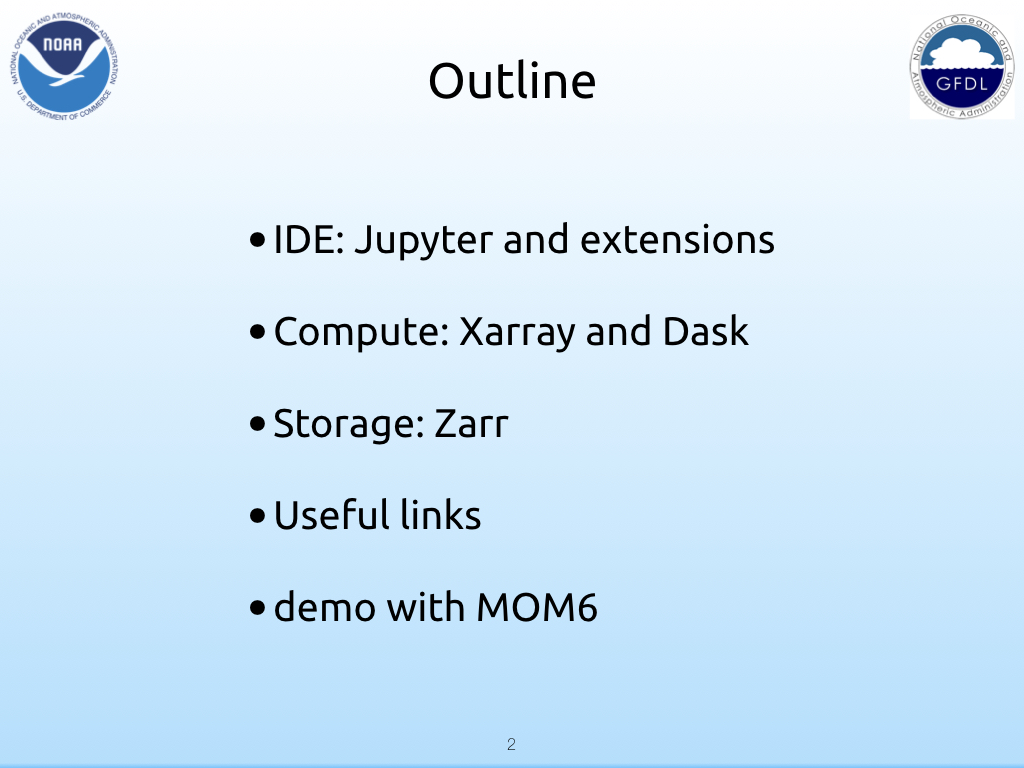 NATIONAL OCEANIC AND ATMOSPHERIC ADMINISTRATION
NOAA
U.S. DEPARTMENT OF COMMERCE
Outline
National Oceanic and
GFDL
Atmospheric Administration
•IDE: Jupyter and extensions
•Compute: Xarray and Dask
•Storage: Zarr
•Useful links
•demo with MOM6
2